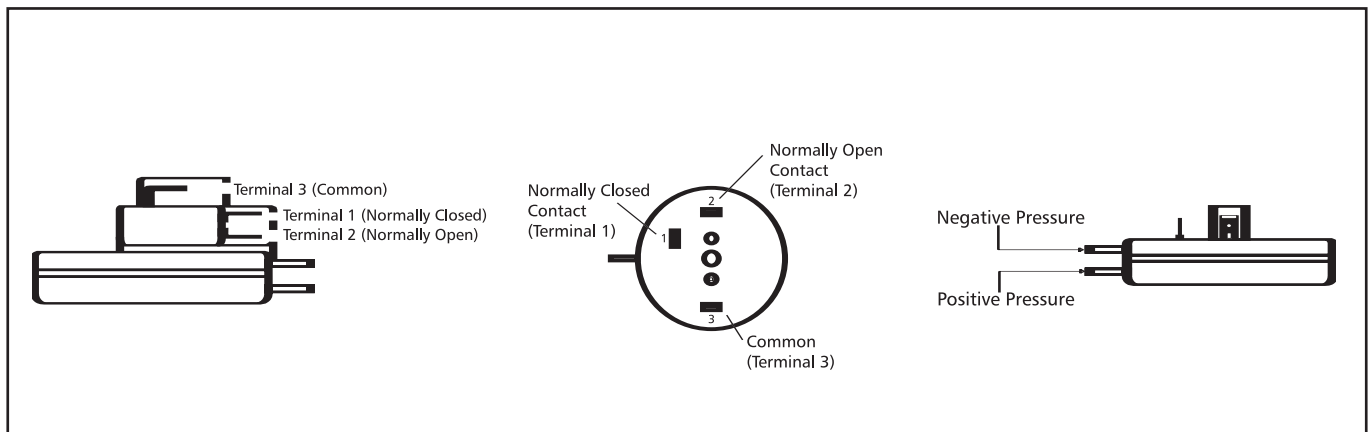 Terminal 3 (Common)
Terminal 1 (Normally Closed)
Terminal 2 (Normally Open)
Normally Open
Contact
(Terminal 2)
Normally Closed
Contact
(Terminal 1)
2
1
3
Common
(Terminal 3)
Negative Pressure
Positive Pressure